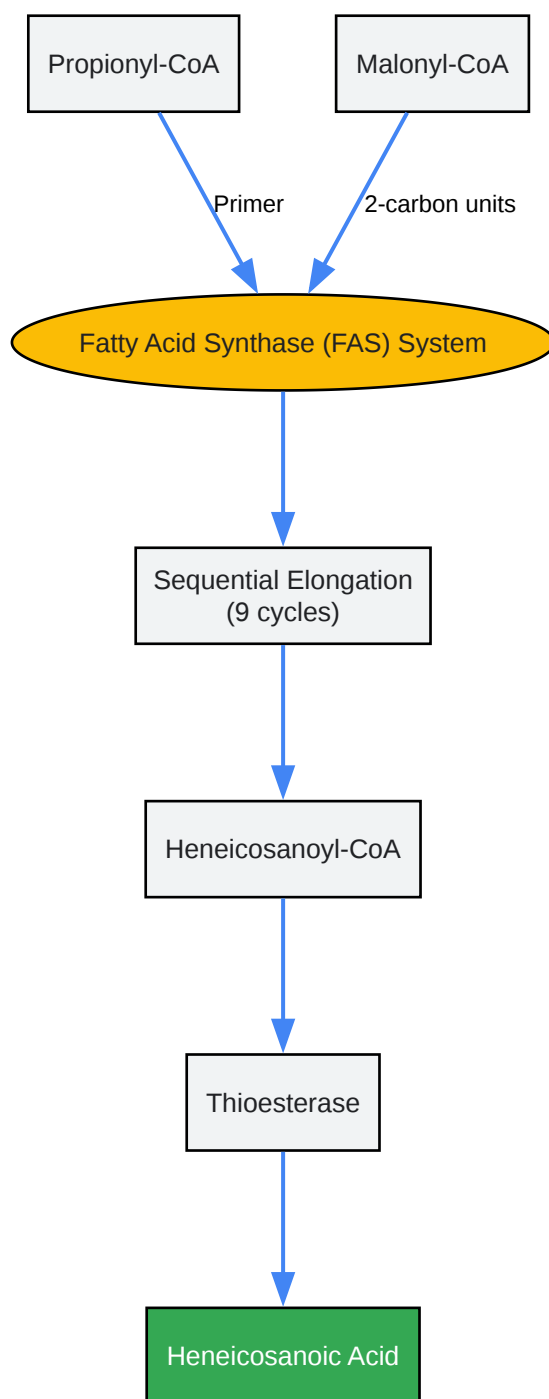 Propionyl-CoA
Malonyl-CoA
Primer
2-carbon units
Fatty Acid Synthase (FAS) System
Sequential Elongation
(9 cycles)
Heneicosanoyl-CoA
Thioesterase
Heneicosanoic Acid